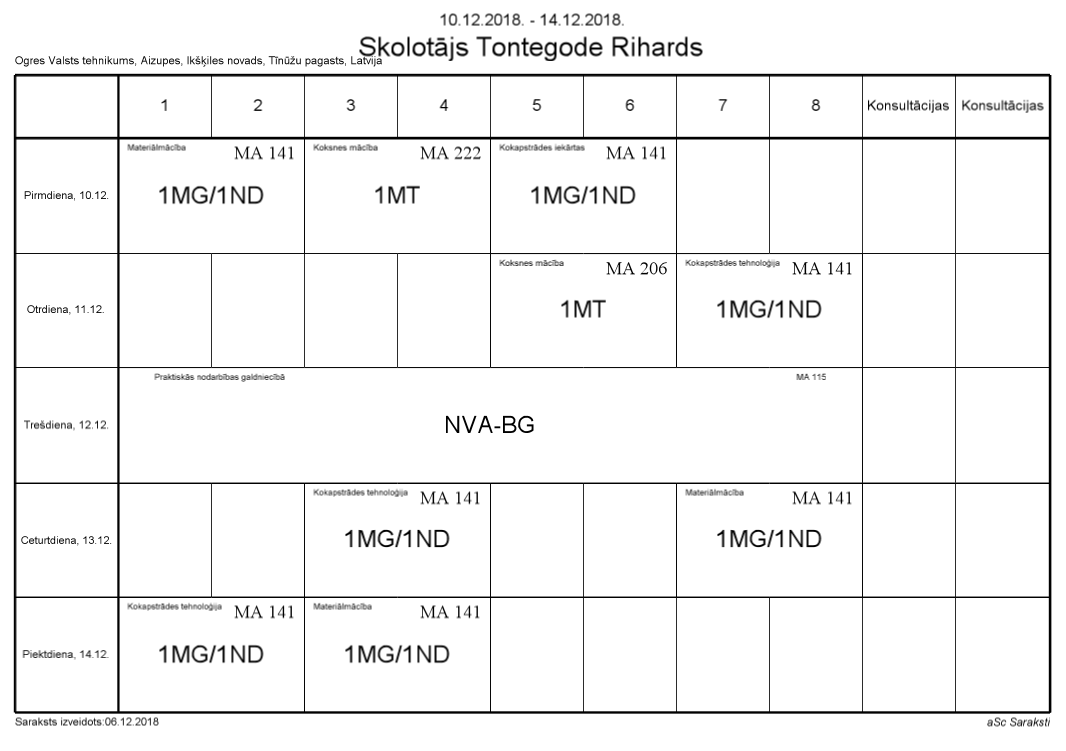 10.12.2018. - 14.12.2018.
Skolotājs Tontegode Rihards
Ogres Valsts tehnikums, Aizupes, Ikšķiles novads, Tīnūžu pagasts, Latvija
1 2 3 4 5 6 7 8 Konsultācijas Konsultācijas
Materiālmācība MA 141 Koksnes mācība MA 222 Kokapstrādes iekārtas MA 141
Pirmdiena, 10.12. 1MG/1ND 1MT 1MG/1ND
Koksnes mācība MA 206 Kokapstrādes tehnoloģija MA 141
Otrdiena, 11.12. 1MT 1MG/1ND
Praktiskās nodarbības galdniecībā MA 115
Trešdiena, 12.12. NVA-BG
Kokapstrādes tehnoloģija MA 141 Materiālmācība MA 141
Ceturtdiena, 13.12. 1MG/1ND 1MG/1ND
Kokapstrādes tehnoloģija MA 141 Materiālmācība MA 141
Piektdiena, 14.12. 1MG/1ND 1MG/1ND
Saraksts izveidots:06.12.2018 aSc Saraksti